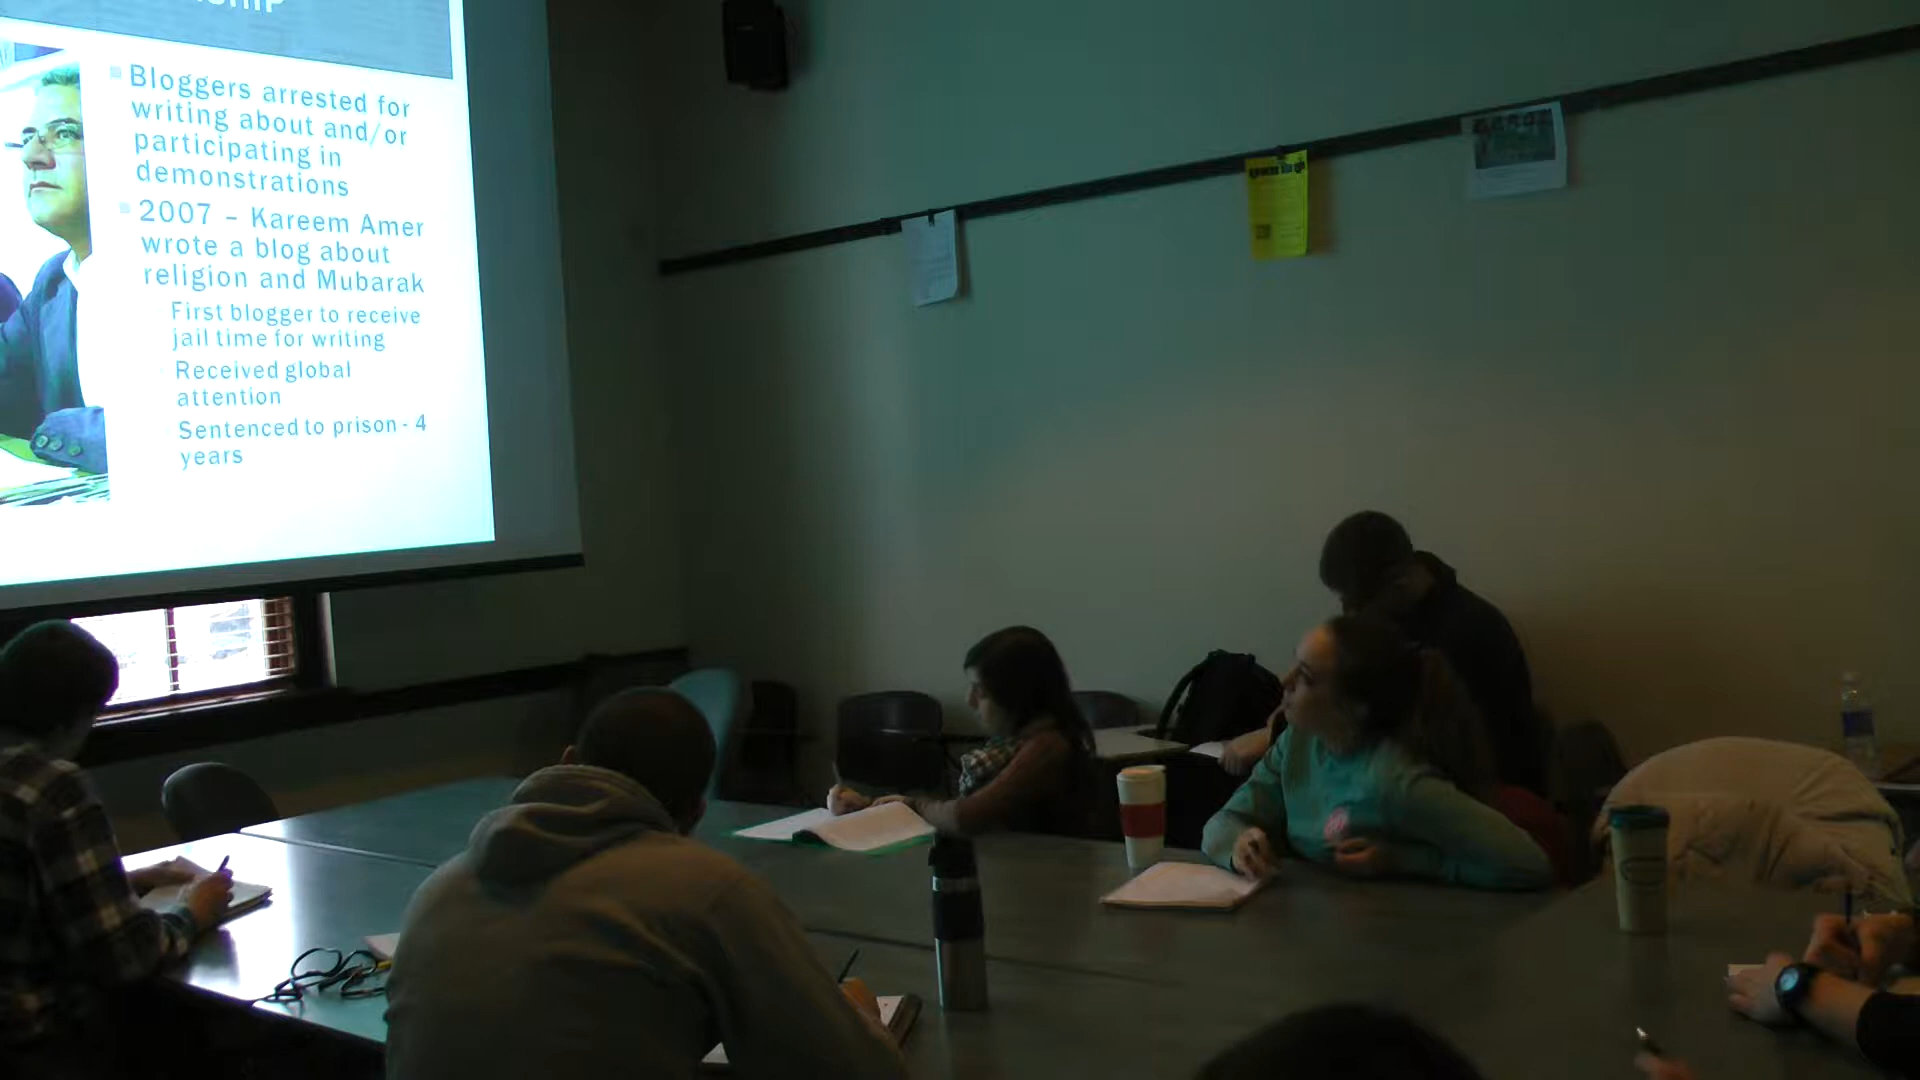 Bloggers arrested for
writing about and/or
participating in
demonstrations
2007 – Kareem Amer
wrote a blog about
religion and Mubarak
First blogger to receive
jail time for writing
Received global
attention
Sentenced to prison - 4
years